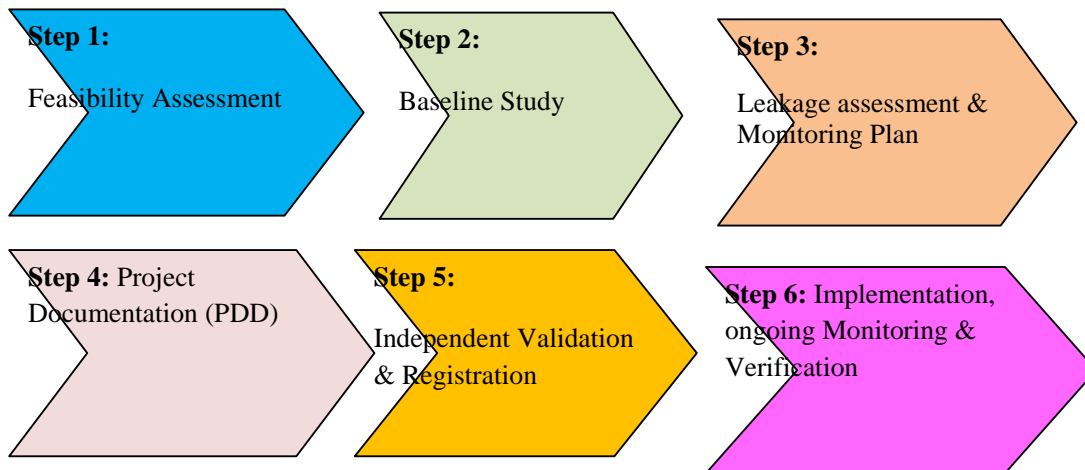 Step 1:
Feasibility Assessment
Step 2:
Baseline Study
Step 3:
Leakage assessment &
Monitoring Plan
Step 4: Project
Documentation (PDD)
Step 5:
Independent Validation
& Registration
Step 6: Implementation,
ongoing Monitoring &
Verification